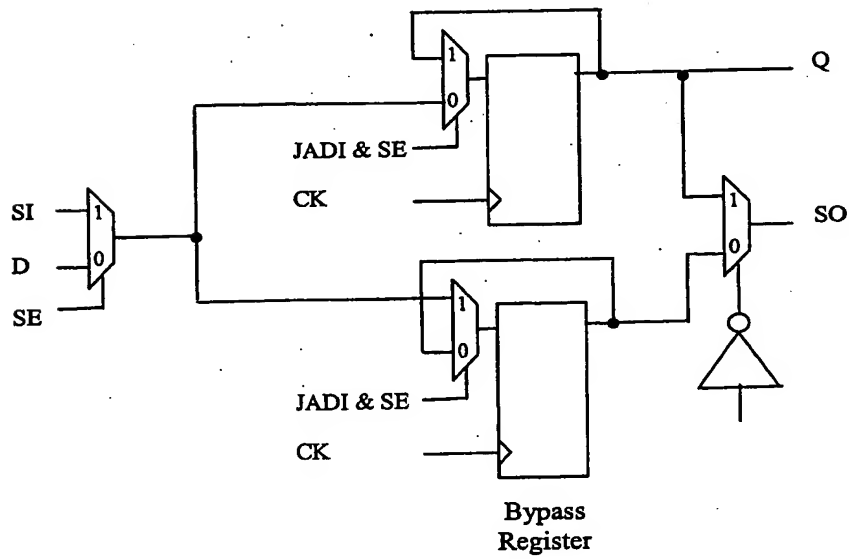 1
Q
0
JADI & SE
CK
SI
1
1
SO
D
0
0
SE
1
0
JADI & SE
CK
Bypass
Register